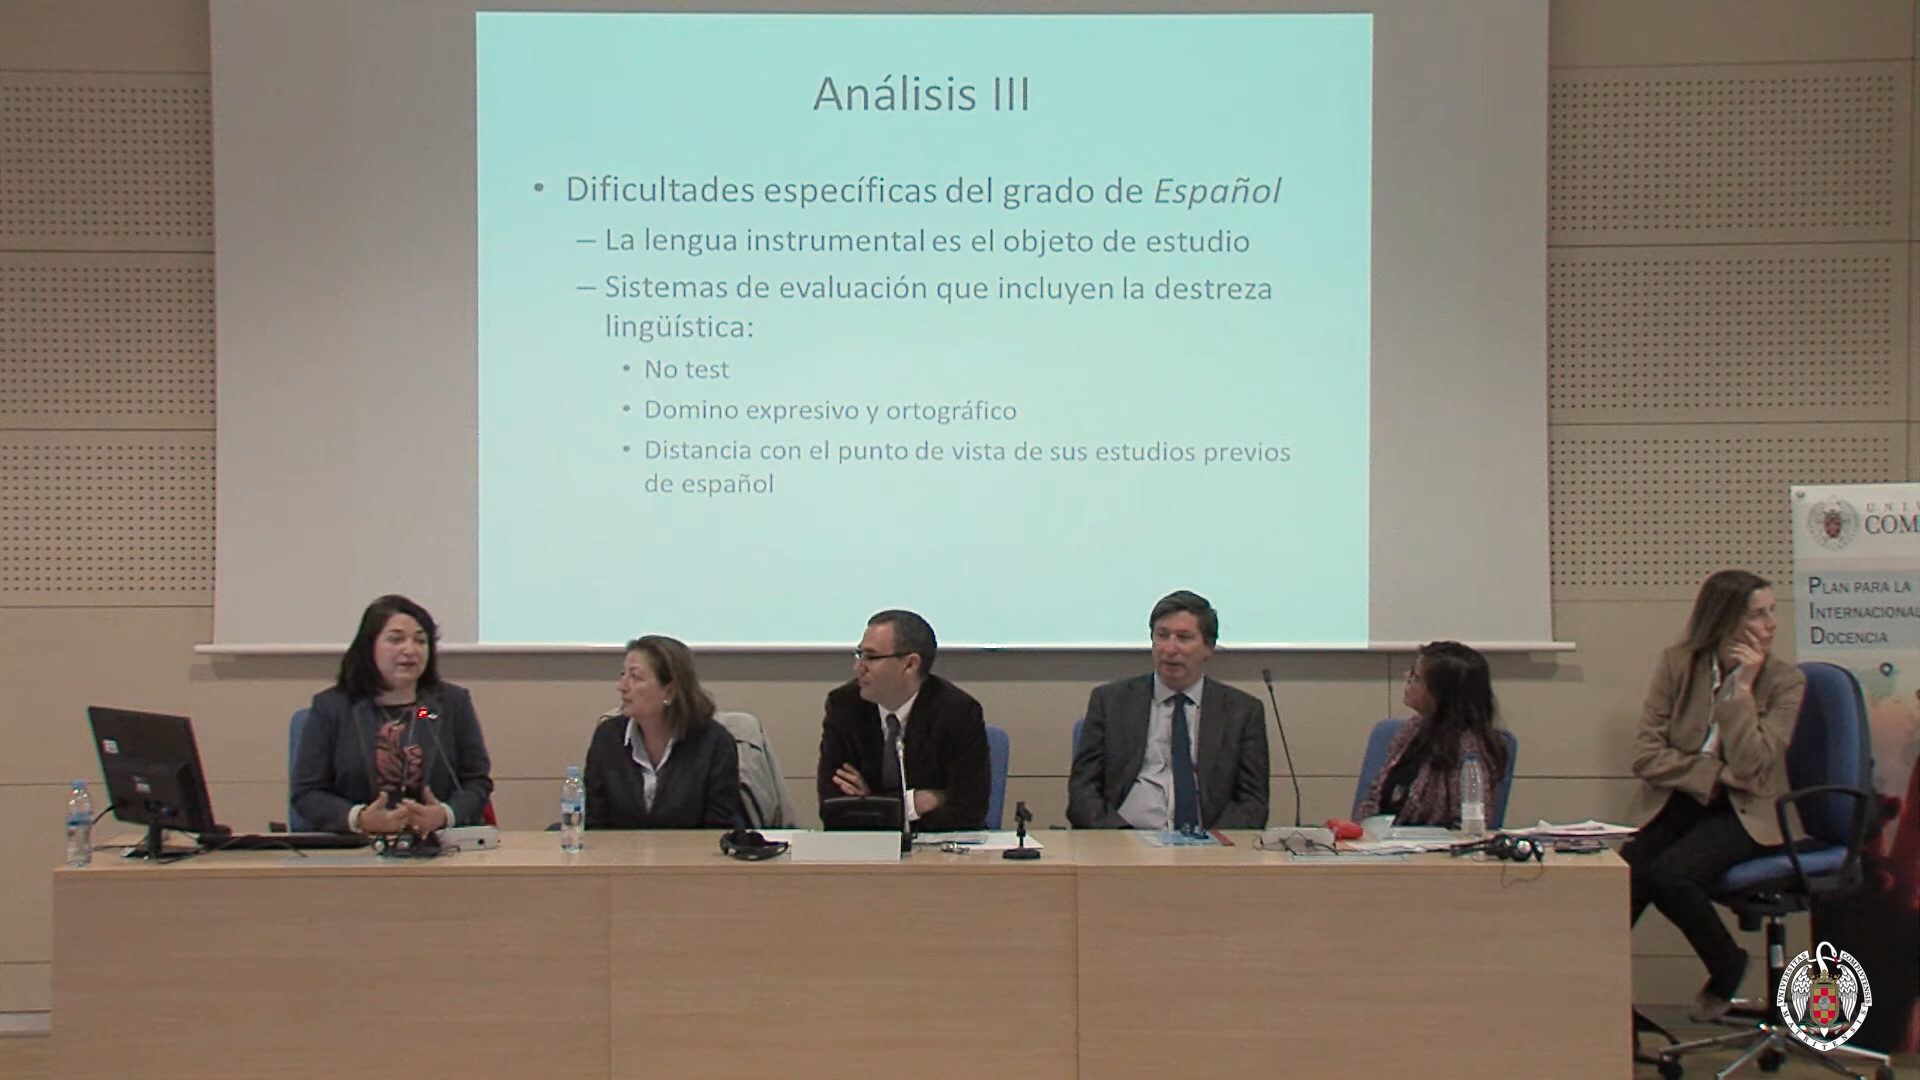 Análisis III
• Dificultades específicas del grado de Español
– La lengua instrumental es el objeto de estudio
– Sistemas de evaluación que incluyen la destreza
lingüística:
• No test
• Domino expresivo y ortográfico
• Distancia con el punto de vista de sus estudios previos
de español
UNIV
COM
PLAN PARA LA
INTERNACIONAL
DOCENCIA